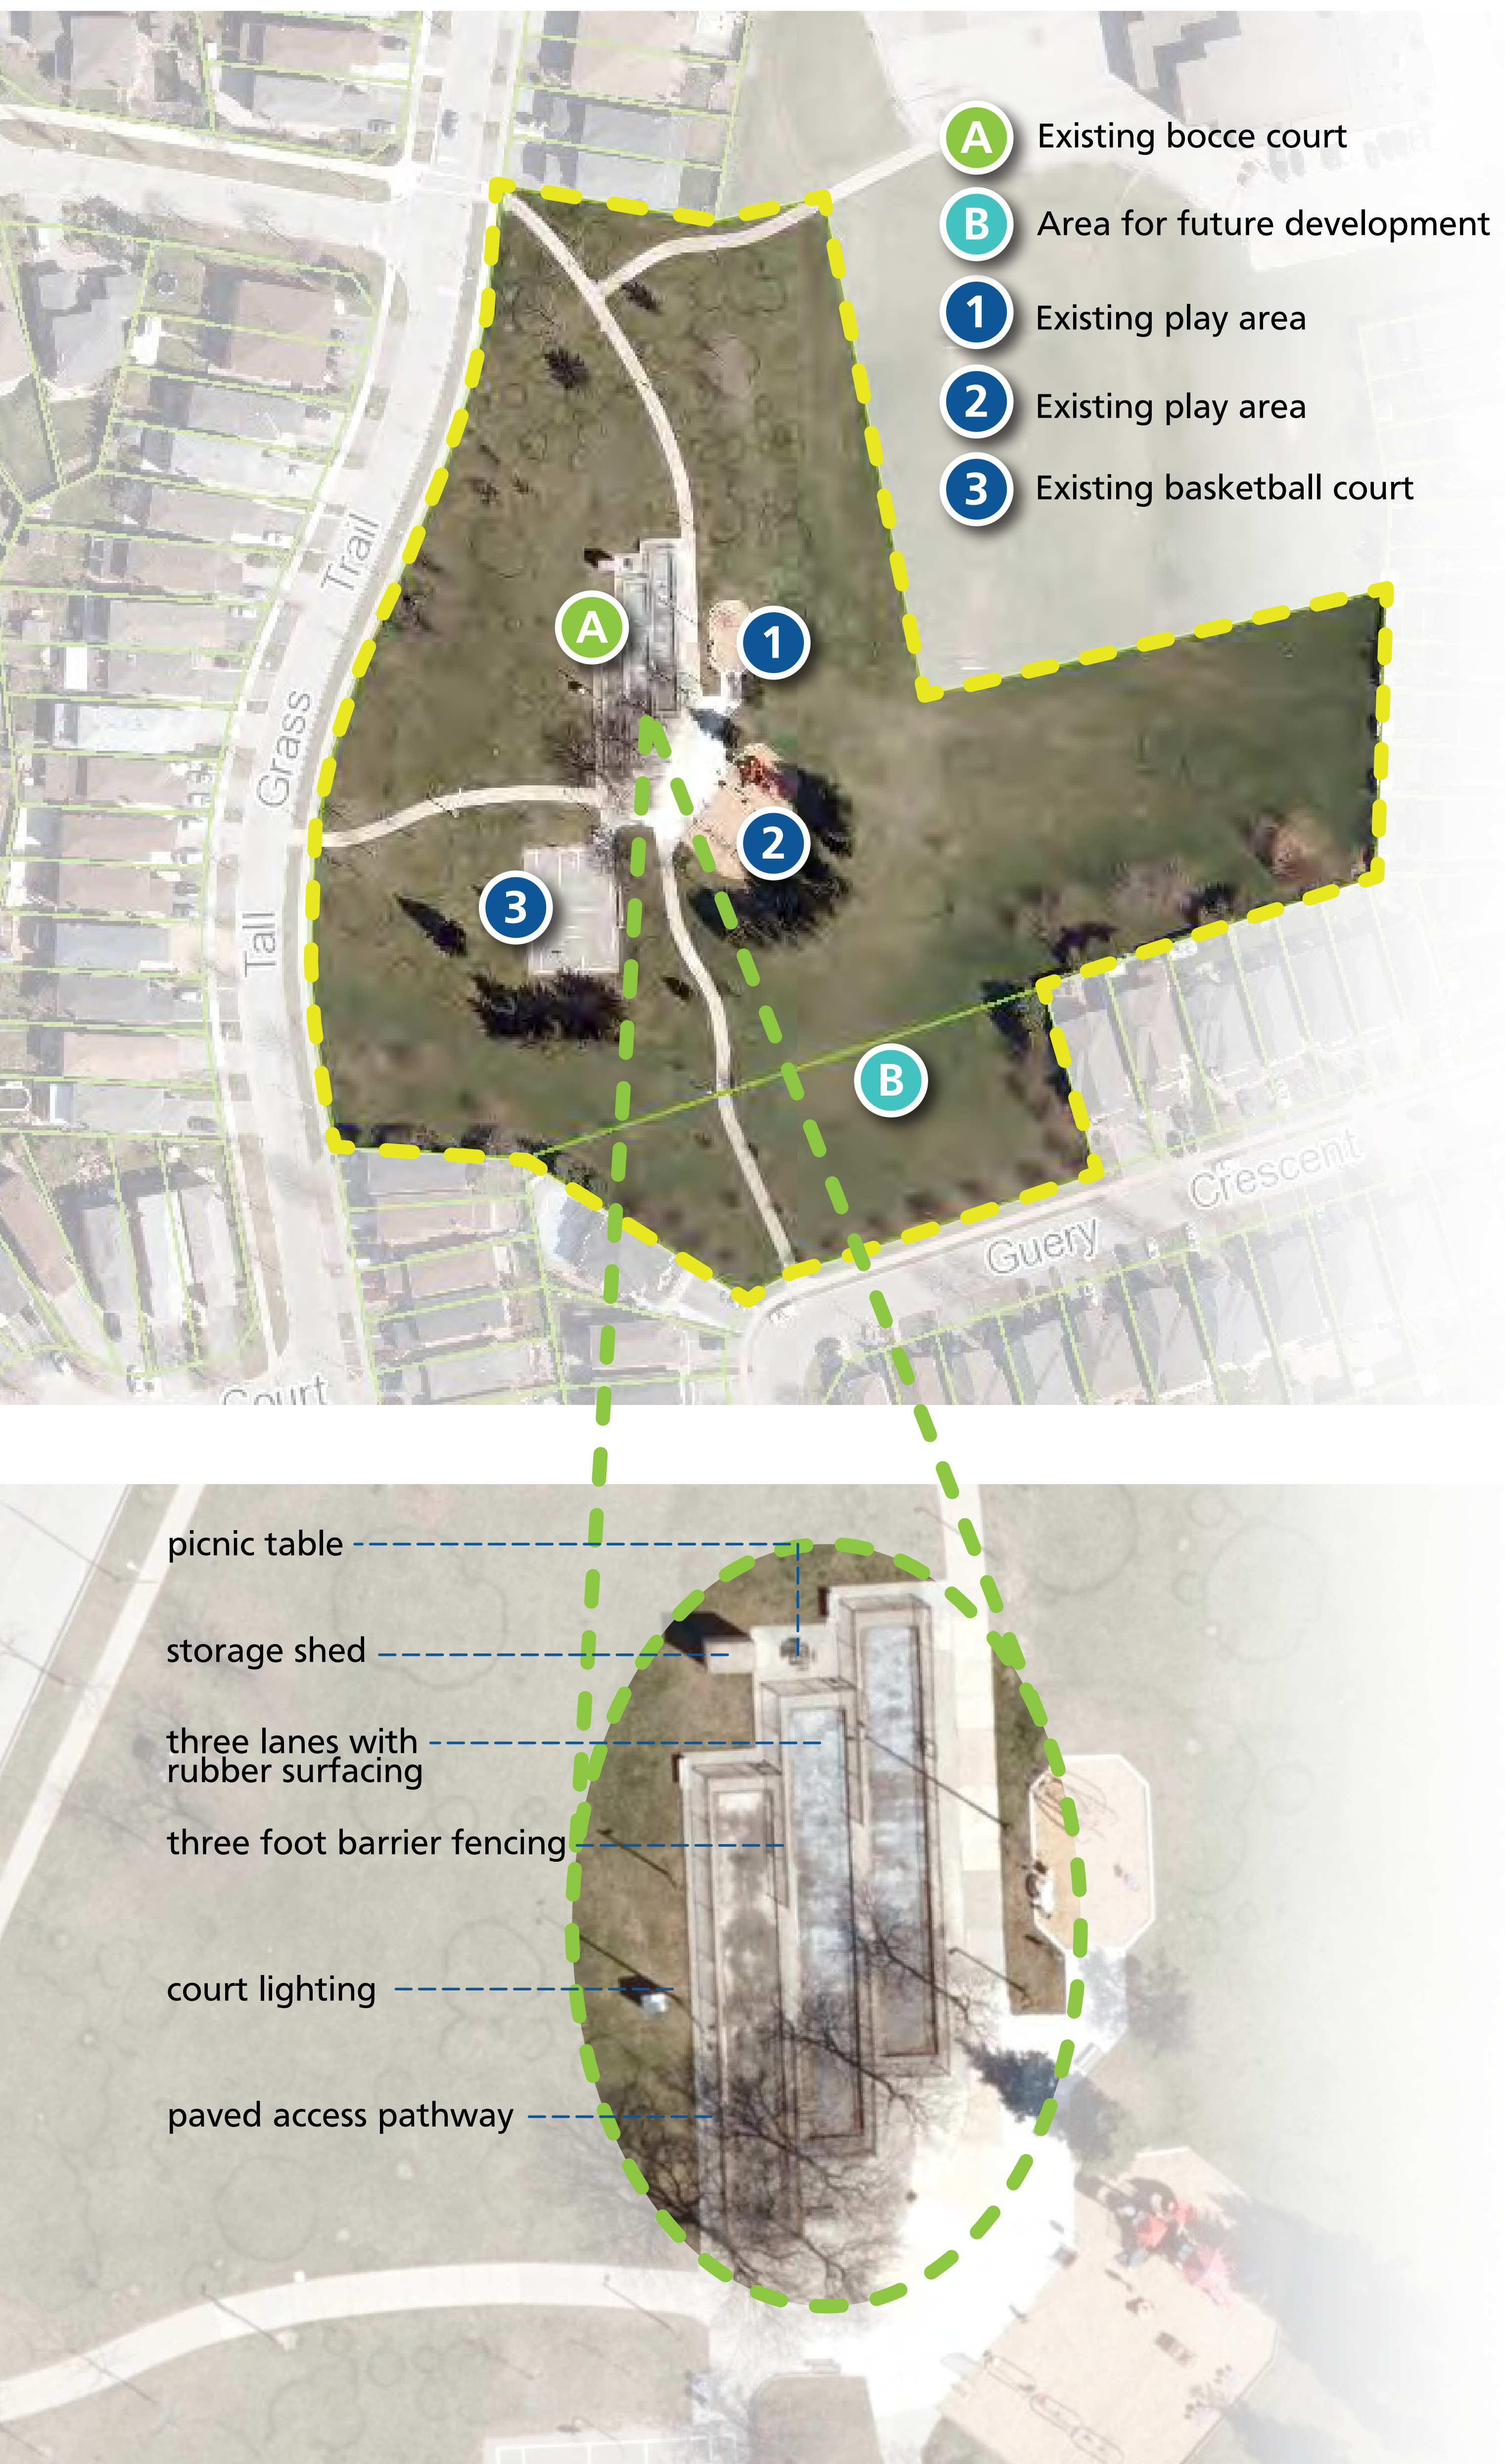 A Existing bocce court
B Area for future development
1 Existing play area
2 Existing play area
3 Existing basketball court
Tall Grass Trail
A
1
2
3
B
Guery Crescent
Court
picnic table
storage shed
three lanes with
rubber surfacing
three foot barrier fencing
court lighting
paved access pathway